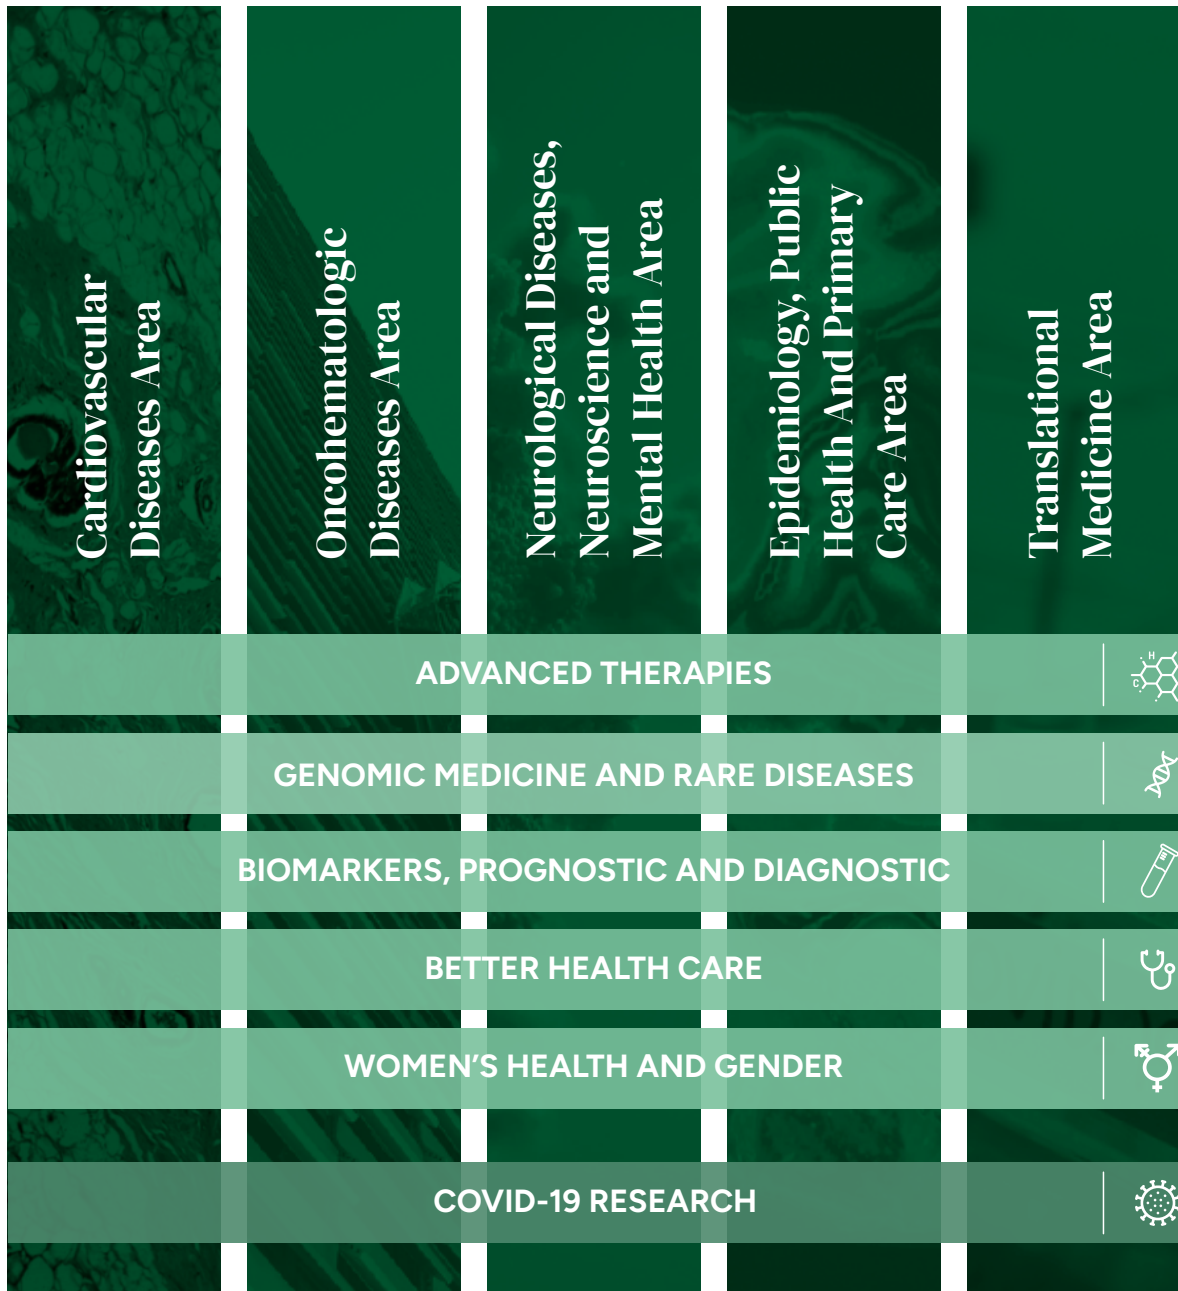 Cardiovascular
Diseases Area
Oncohematologic
Diseases Area
Neurological Diseases,
Neuroscience and
Mental Health Area
Epidemiology, Public
Health And Primary
Care Area
Translational
Medicine Area
ADVANCED THERAPIES
H
C
GENOMIC MEDICINE AND RARE DISEASES
BIOMARKERS, PROGNOSTIC AND DIAGNOSTIC
BETTER HEALTH CARE
WOMEN’S HEALTH AND GENDER
COVID-19 RESEARCH